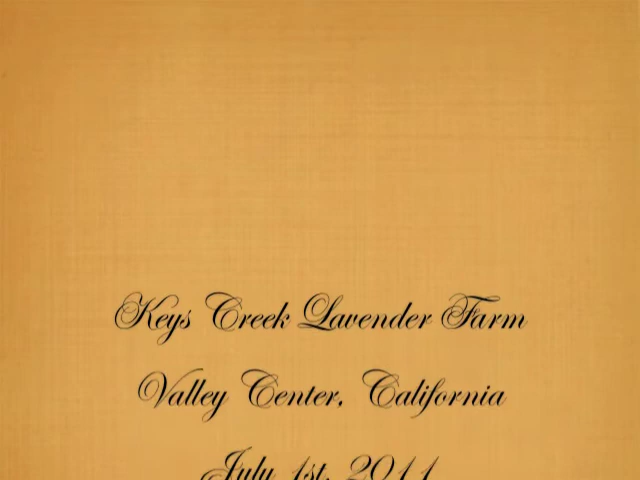 Keys Creek Lavender Farm
Valley Center, California
July 1st, 2011